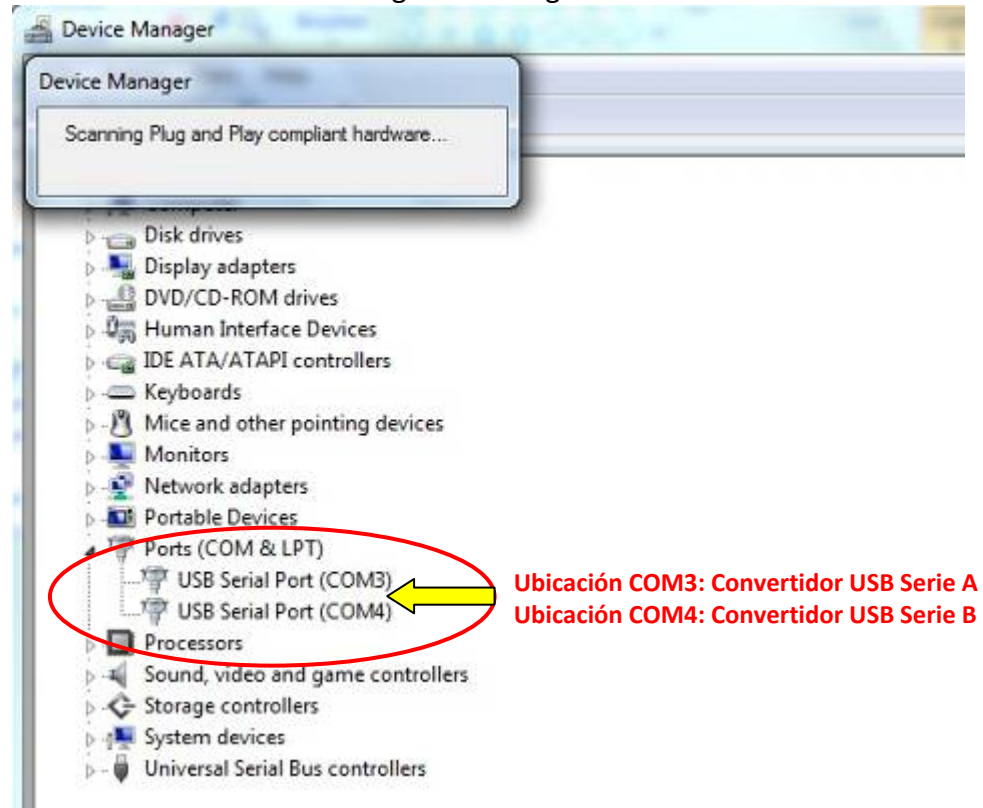 Device Manager
Device Manager
Scanning Plug and Play compliant hardware...
Disk drives
Display adapters
DVD/CD-ROM drives
Human Interface Devices
IDE ATA/ATAPI controllers
Keyboards
Mice and other pointing devices
Monitors
Network adapters
Portable Devices
Ports (COM & LPT)
USB Serial Port (COM3)
USB Serial Port (COM4)
Ubicación COM3: Convertidor USB Serie A
Ubicación COM4: Convertidor USB Serie B
Processors
Sound, video and game controllers
Storage controllers
System devices
Universal Serial Bus controllers